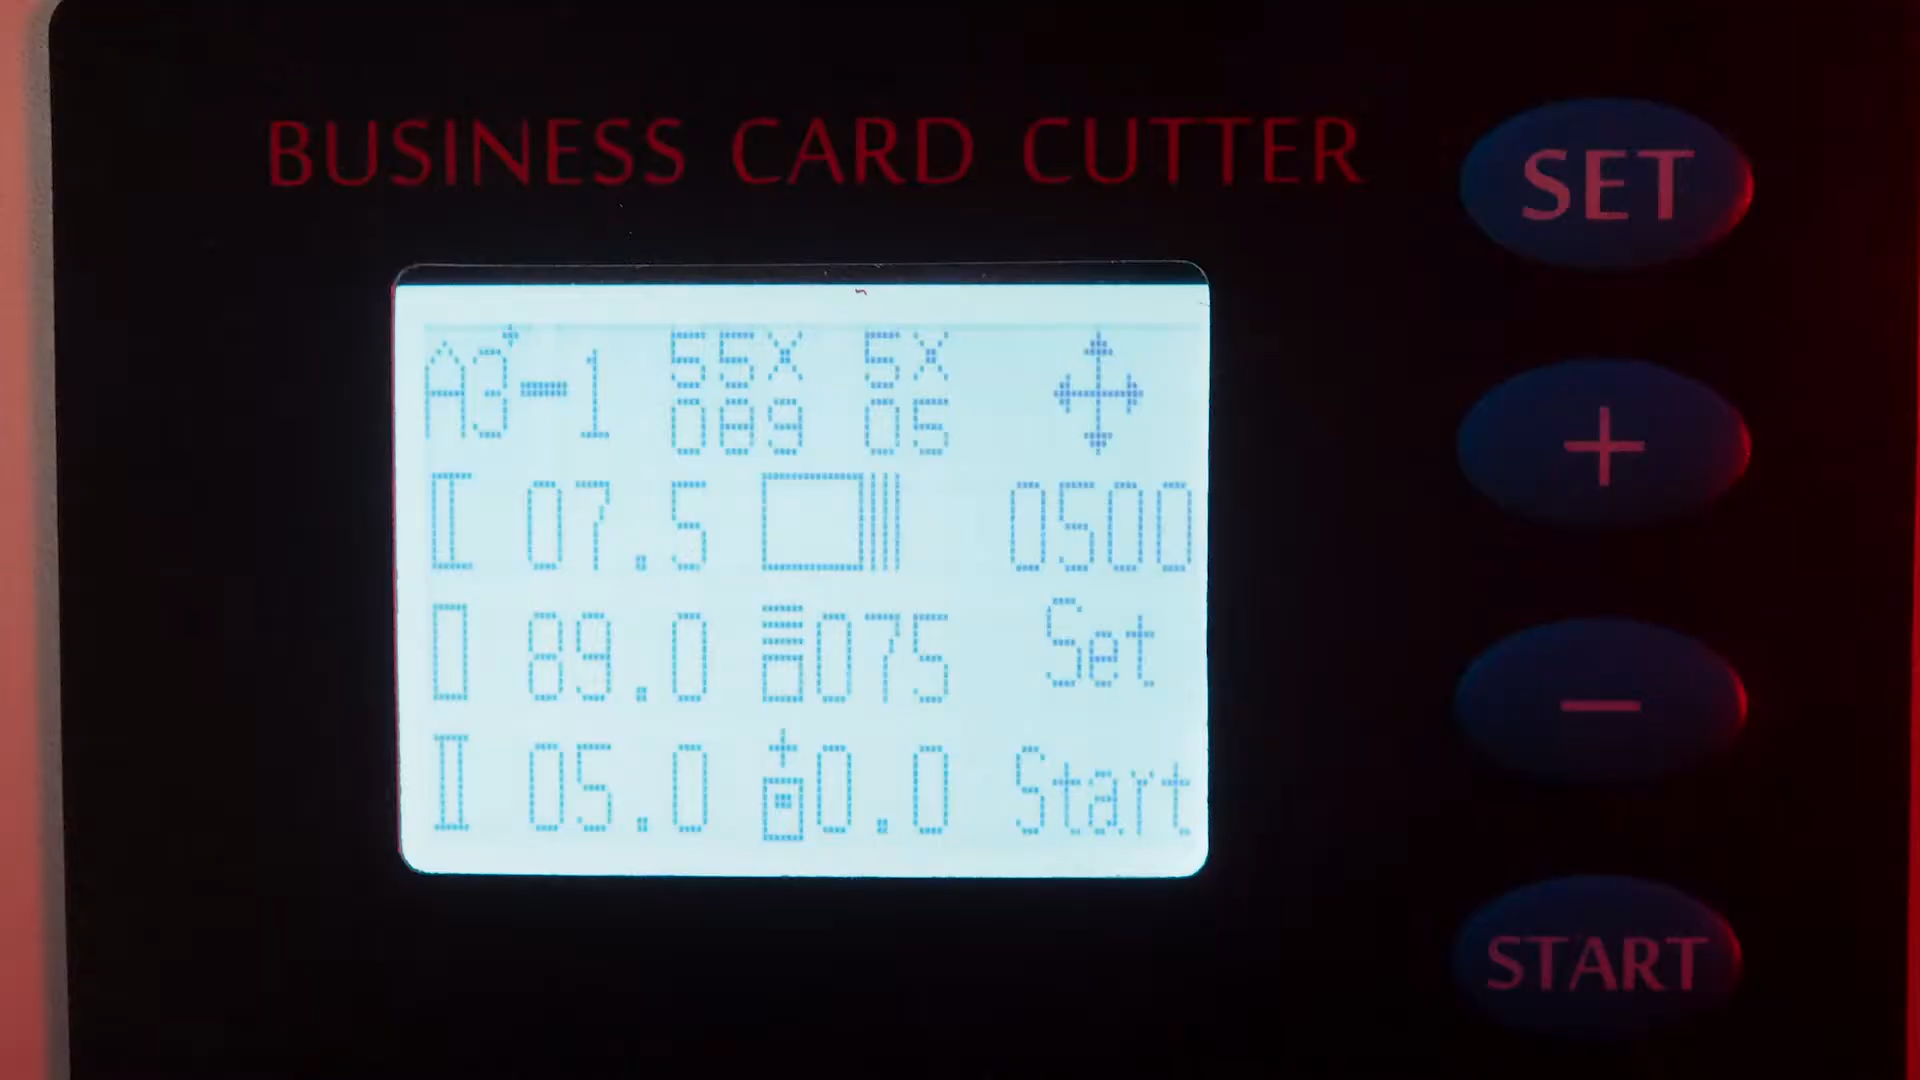 BUSINESS CARD CUTTER
SET
A3+-1 55X 5X
089 05
07.5 0500
+
89.0 075 Set
−
05.0 0.0 Start
START